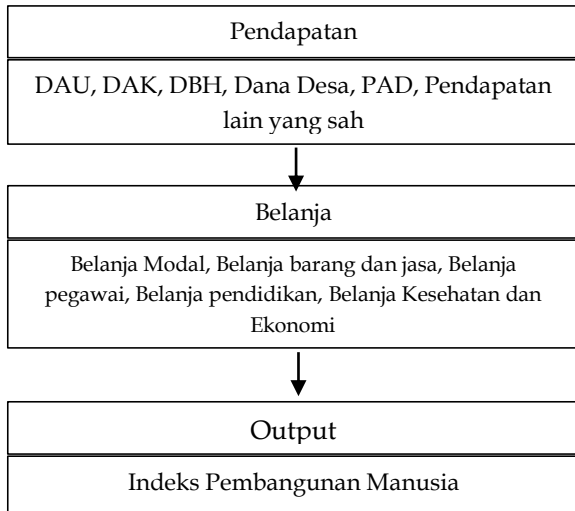 Pendapatan
DAU, DAK, DBH, Dana Desa, PAD, Pendapatan
lain yang sah
Belanja
Belanja Modal, Belanja barang dan jasa, Belanja
pegawai, Belanja pendidikan, Belanja Kesehatan dan
Ekonomi
Output
Indeks Pembangunan Manusia